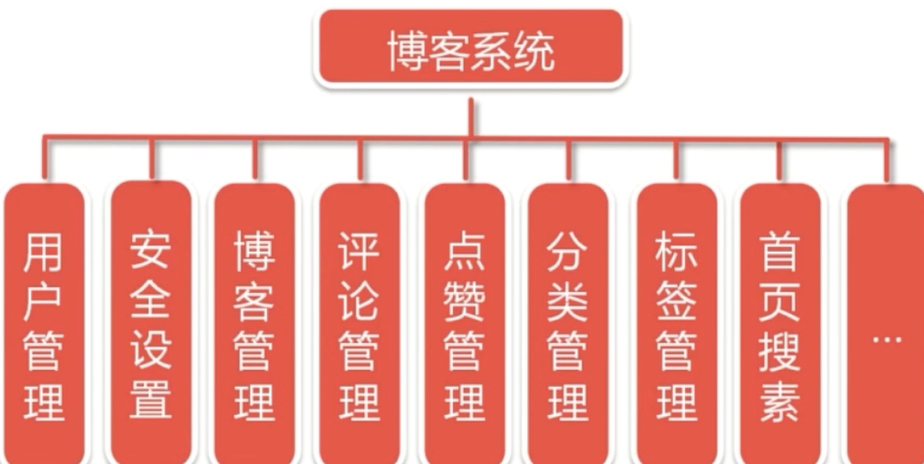 博客系统
用户管理
安全设置
博客管理
评论管理
点赞管理
分类管理
标签管理
首页搜素
...